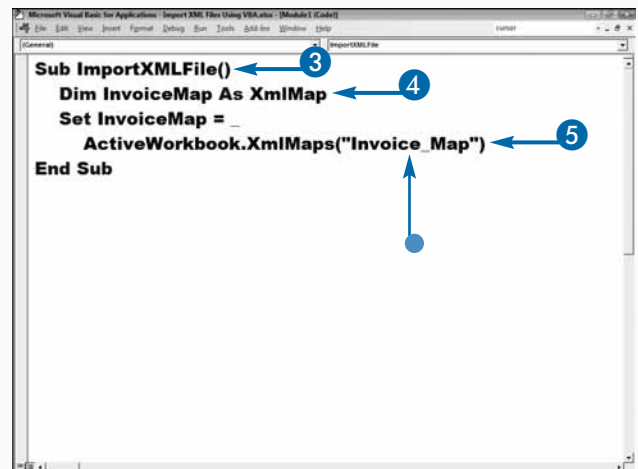 Microsoft Visual Basic for Applications - Import XML Files Using VBA.xlsx - [Module1 (Code)]
File Edit View Insert Format Debug Run Tools Add-Ins Window Help cursor
(General) ImportXMLFile
Sub ImportXMLFile() 3
Dim InvoiceMap As XmlMap 4
Set InvoiceMap = _
ActiveWorkbook.XmlMaps("Invoice_Map") 5
End Sub